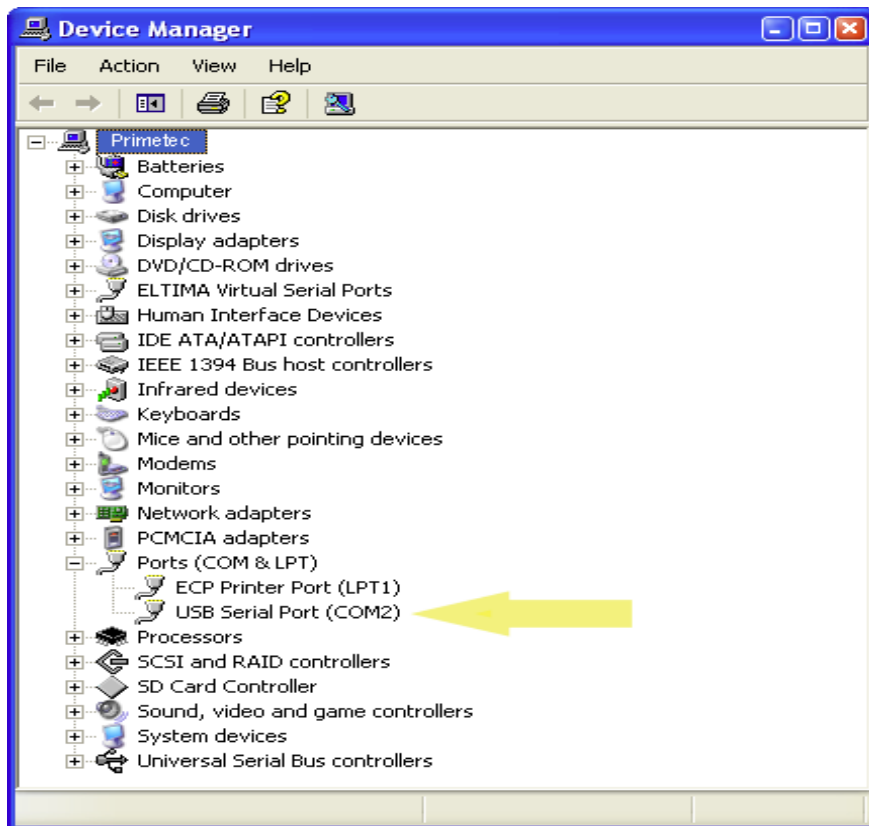 Device Manager
File Action View Help
Primetec
Batteries
Computer
Disk drives
Display adapters
DVD/CD-ROM drives
ELTIMA Virtual Serial Ports
Human Interface Devices
IDE ATA/ATAPI controllers
IEEE 1394 Bus host controllers
Infrared devices
Keyboards
Mice and other pointing devices
Modems
Monitors
Network adapters
PCMCIA adapters
Ports (COM & LPT)
ECP Printer Port (LPT1)
USB Serial Port (COM2)
Processors
SCSI and RAID controllers
SD Card Controller
Sound, video and game controllers
System devices
Universal Serial Bus controllers